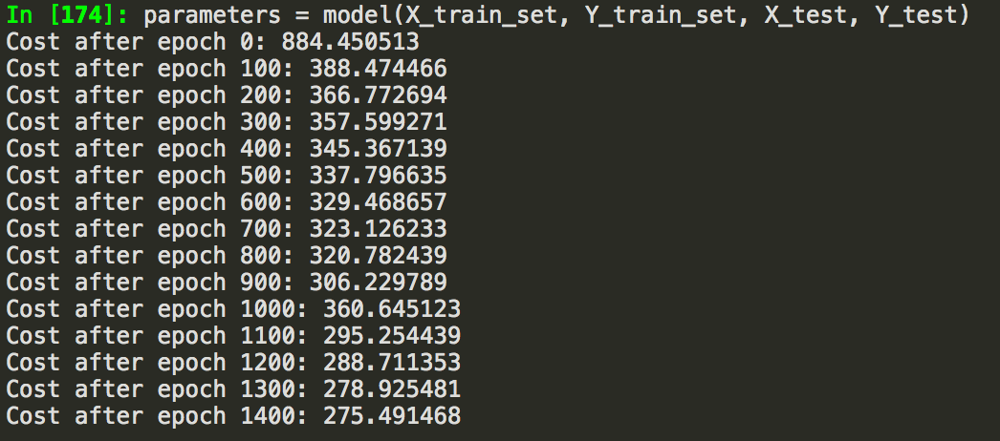 In [174]: parameters = model(X_train_set, Y_train_set, X_test, Y_test)
Cost after epoch 0: 884.450513
Cost after epoch 100: 388.474466
Cost after epoch 200: 366.772694
Cost after epoch 300: 357.599271
Cost after epoch 400: 345.367139
Cost after epoch 500: 337.796635
Cost after epoch 600: 329.468657
Cost after epoch 700: 323.126233
Cost after epoch 800: 320.782439
Cost after epoch 900: 306.229789
Cost after epoch 1000: 360.645123
Cost after epoch 1100: 295.254439
Cost after epoch 1200: 288.711353
Cost after epoch 1300: 278.925481
Cost after epoch 1400: 275.491468